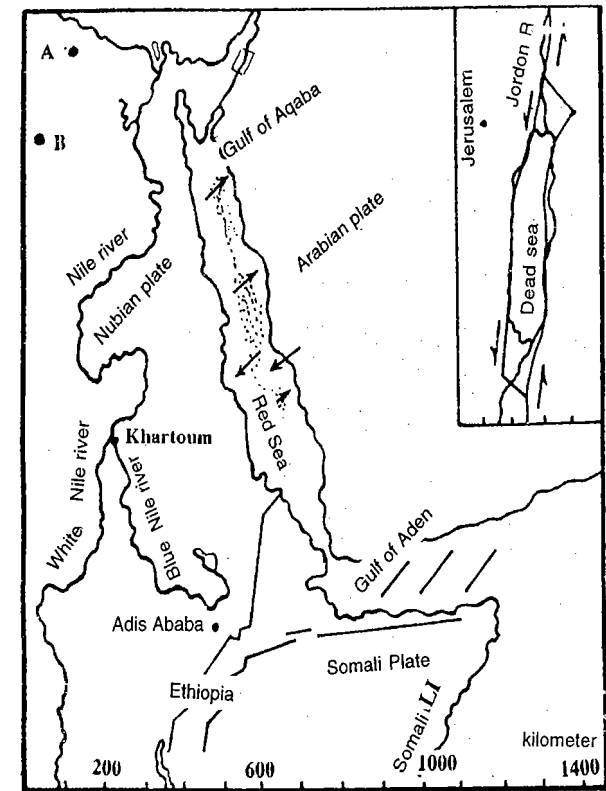 A
B
Gulf of Aqaba
Nile river
Nubian plate
Arabian plate
Red Sea
Khartoum
White Nile river
Blue Nile river
Gulf of Aden
Adis Ababa
Ethiopia
Somali Plate
Somali LI
kilometer
200
600
1000
1400
Jordon R
Jerusalem
Dead sea